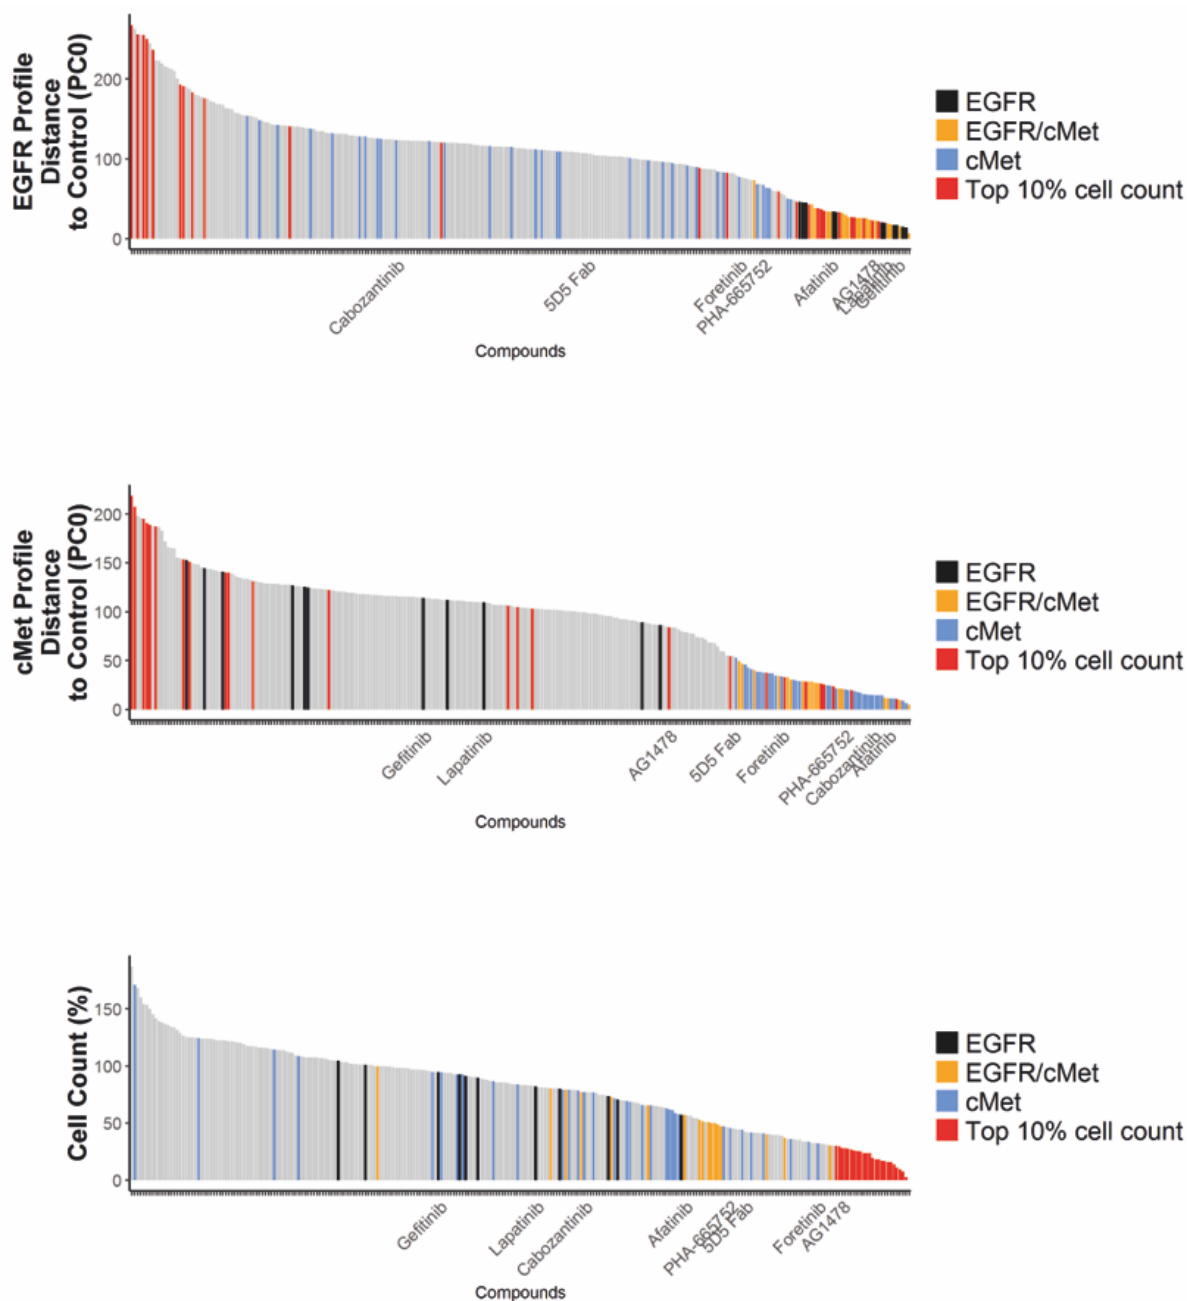 EGFR Profile
Distance
to Control (PC0)
200
100
0
EGFR
EGFR/cMet
cMet
Top 10% cell count
Cabozantinib
5D5 Fab
Foretinib
PHA-665752
Afatinib
AG1478
Lapatinib
Gefitinib
Compounds
cMet Profile
Distance
to Control (PC0)
200
150
100
50
0
EGFR
EGFR/cMet
cMet
Top 10% cell count
Gefitinib
Lapatinib
AG1478
5D5 Fab
Foretinib
PHA-665752
Cabozantinib
Afatinib
Compounds
Cell Count (%)
150
100
50
0
EGFR
EGFR/cMet
cMet
Top 10% cell count
Gefitinib
Lapatinib
Cabozantinib
Afatinib
PHA-665752
5D5 Fab
Foretinib
AG1478
Compounds